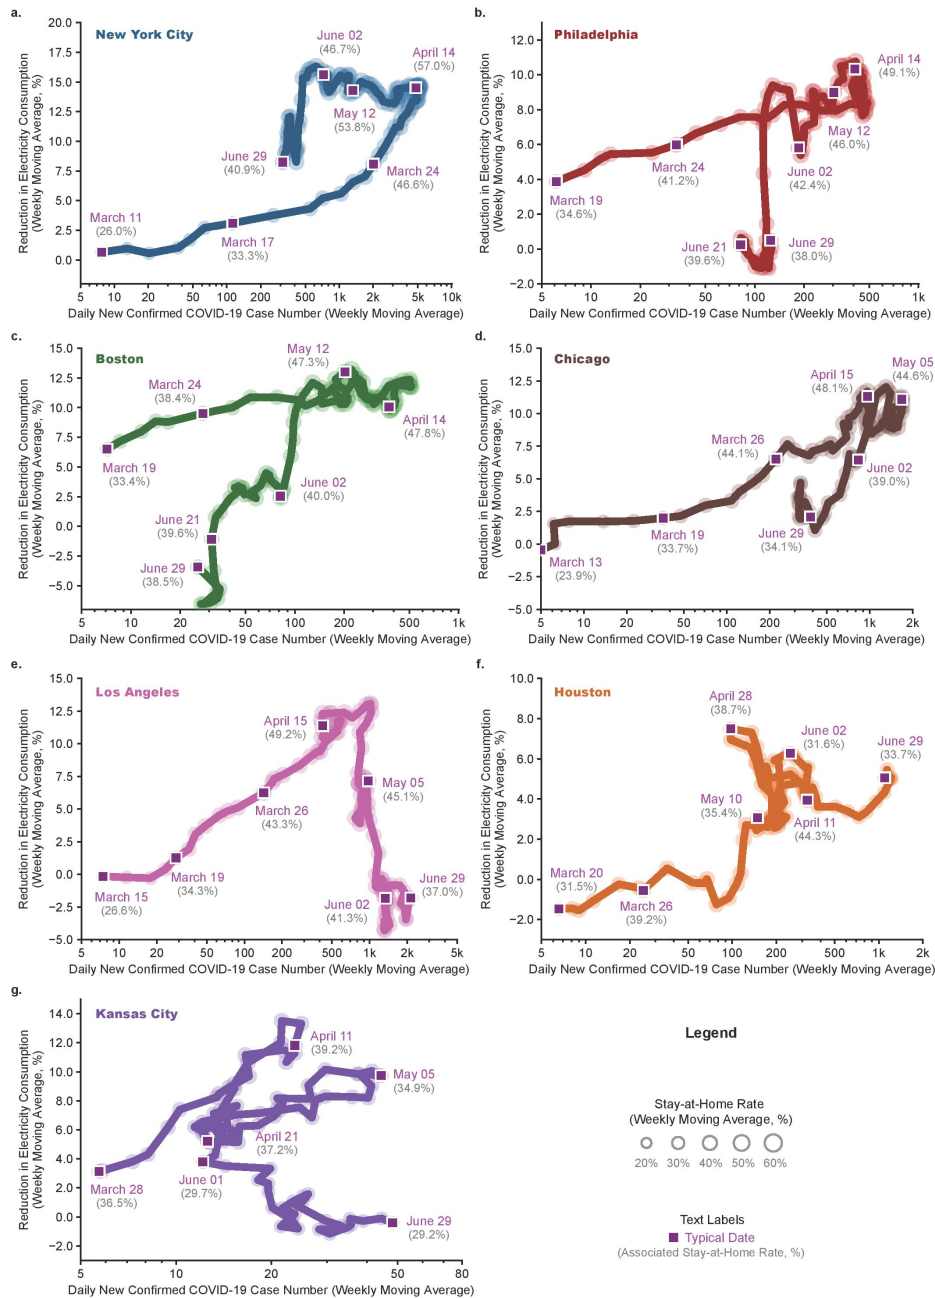 a.
New York City
Reduction in Electricity Consumption
(Weekly Moving Average, %)
20.0
17.5
15.0
12.5
10.0
7.5
5.0
2.5
0.0
June 02
(46.7%)
April 14
(57.0%)
May 12
(53.8%)
June 29
(40.9%)
March 24
(46.6%)
March 11
(26.0%)
March 17
(33.3%)
10 20 50 100 200 500 1k 2k 5k 10k
Daily New Confirmed COVID-19 Case Number (Weekly Moving Average)
b.
Philadelphia
Reduction in Electricity Consumption
(Weekly Moving Average, %)
12.0
10.0
8.0
6.0
4.0
2.0
0.0
−2.0
April 14
(49.1%)
May 12
(46.0%)
March 24
(41.2%)
June 02
(42.4%)
March 19
(34.6%)
June 21
(39.6%)
June 29
(38.0%)
5 10 20 50 100 200 500 1k
Daily New Confirmed COVID-19 Case Number (Weekly Moving Average)
c.
Boston
Reduction in Electricity Consumption
(Weekly Moving Average, %)
15.0
12.5
10.0
7.5
5.0
2.5
0.0
−2.5
−5.0
May 12
(47.3%)
March 24
(38.4%)
April 14
(47.8%)
March 19
(33.4%)
June 02
(40.0%)
June 21
(39.6%)
June 29
(38.5%)
5 10 20 50 100 200 500 1k
Daily New Confirmed COVID-19 Case Number (Weekly Moving Average)
d.
Chicago
Reduction in Electricity Consumption
(Weekly Moving Average, %)
15.0
12.5
10.0
7.5
5.0
2.5
0.0
−2.5
−5.0
May 05
(44.6%)
April 15
(48.1%)
March 26
(44.1%)
June 02
(39.0%)
March 19
(33.7%)
June 29
(34.1%)
March 13
(23.9%)
5 10 20 50 100 200 500 1k 2k
Daily New Confirmed COVID-19 Case Number (Weekly Moving Average)
e.
Los Angeles
Reduction in Electricity Consumption
(Weekly Moving Average, %)
15.0
12.5
10.0
7.5
5.0
2.5
0.0
−2.5
−5.0
April 15
(49.2%)
May 05
(45.1%)
March 26
(43.3%)
March 19
(34.3%)
March 15
(26.6%)
June 29
(37.0%)
June 02
(41.3%)
5 10 20 50 100 200 500 1k 2k 5k
Daily New Confirmed COVID-19 Case Number (Weekly Moving Average)
f.
Houston
Reduction in Electricity Consumption
(Weekly Moving Average, %)
10.0
8.0
6.0
4.0
2.0
0.0
−2.0
April 28
(38.7%)
June 02
(31.6%)
June 29
(33.7%)
May 10
(35.4%)
April 11
(44.3%)
March 20
(31.5%)
March 26
(39.2%)
5 10 20 50 100 200 500 1k 2k
Daily New Confirmed COVID-19 Case Number (Weekly Moving Average)
g.
Kansas City
Reduction in Electricity Consumption
(Weekly Moving Average, %)
14.0
12.0
10.0
8.0
6.0
4.0
2.0
0.0
−2.0
April 11
(39.2%)
May 05
(34.9%)
April 21
(37.2%)
March 28
(36.5%)
June 01
(29.7%)
June 29
(29.2%)
5 10 20 50 80
Daily New Confirmed COVID-19 Case Number (Weekly Moving Average)
Legend
Stay-at-Home Rate
(Weekly Moving Average, %)
20% 30% 40% 50% 60%
Text Labels
Typical Date
(Associated Stay-at-Home Rate, %)